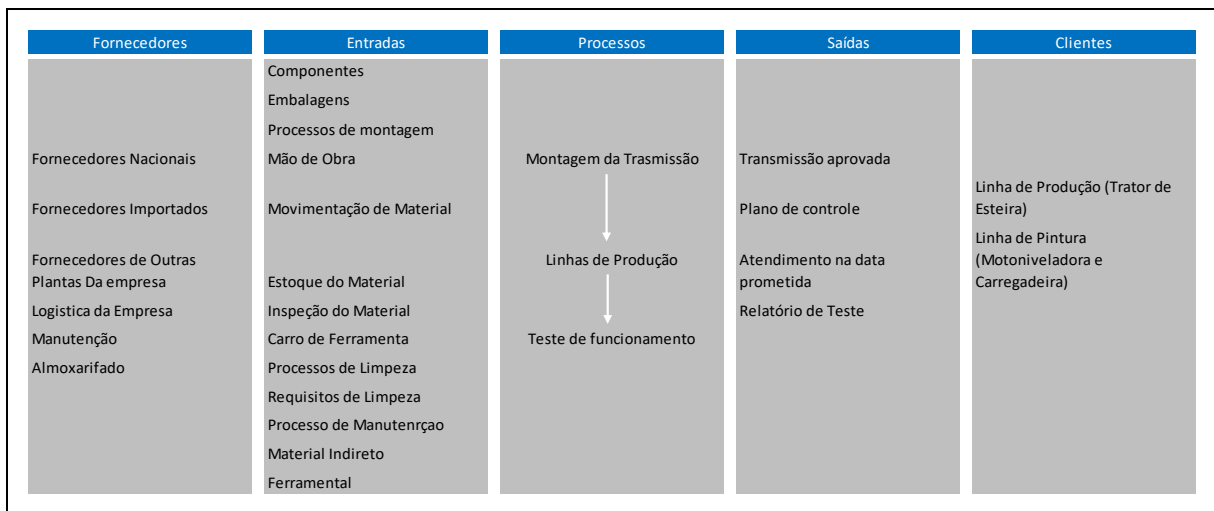 Fornecedores
Entradas
Processos
Saídas
Clientes
Fornecedores Nacionais
Fornecedores Importados
Fornecedores de Outras
Plantas Da empresa
Logistica da Empresa
Manutenção
Almoxarifado
Componentes
Embalagens
Processos de montagem
Mão de Obra
Movimentação de Material
Estoque do Material
Inspeção do Material
Carro de Ferramenta
Processos de Limpeza
Requisitos de Limpeza
Processo de Manutenrçao
Material Indireto
Ferramental
Montagem da Trasmissão
Linhas de Produção
Teste de funcionamento
Transmissão aprovada
Plano de controle
Atendimento na data
prometida
Relatório de Teste
Linha de Produção (Trator de
Esteira)
Linha de Pintura
(Motoniveladora e
Carregadeira)